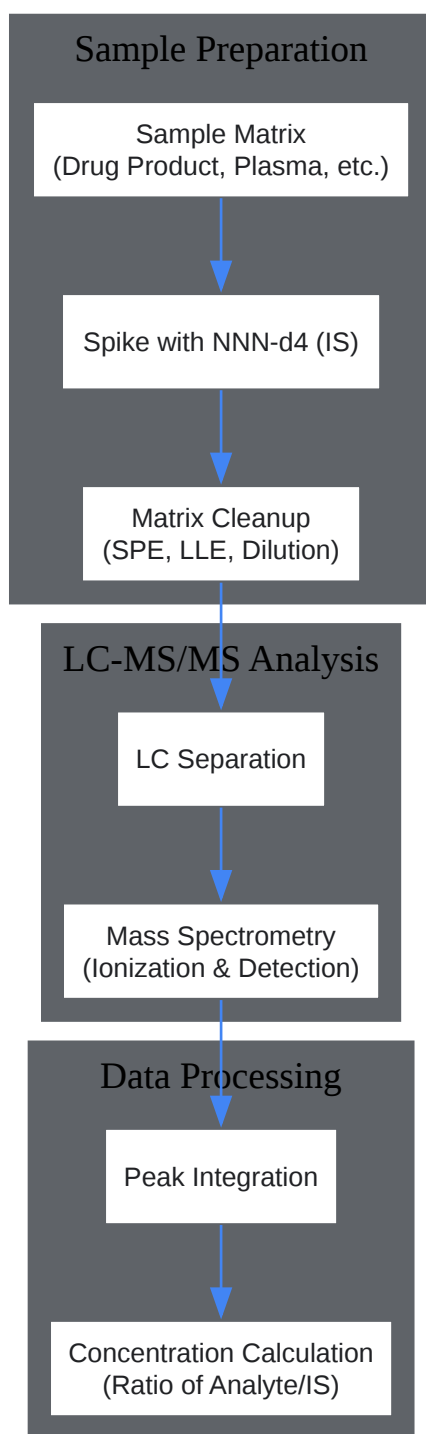 Sample Preparation
Sample Matrix
(Drug Product, Plasma, etc.)
Spike with NNN-d4 (IS)
Matrix Cleanup
(SPE, LLE, Dilution)
LC-MS/MS Analysis
LC Separation
Mass Spectrometry
(Ionization & Detection)
Data Processing
Peak Integration
Concentration Calculation
(Ratio of Analyte/IS)